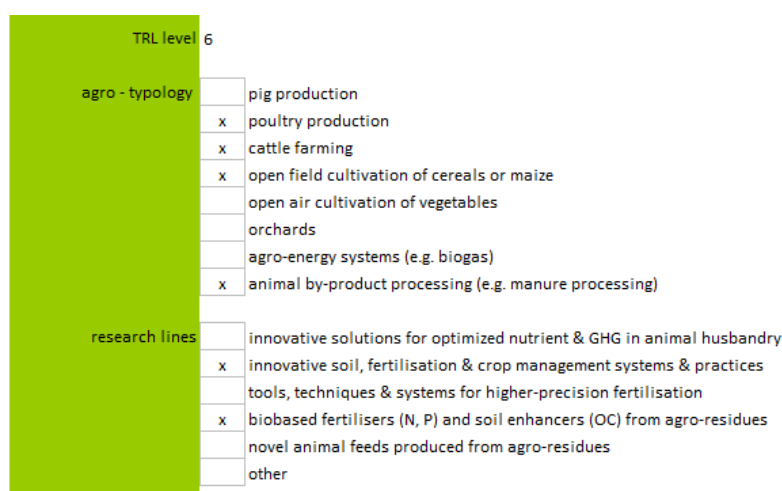 TRL level 6
agro - typology pig production
x poultry production
x cattle farming
x open field cultivation of cereals or maize
open air cultivation of vegetables
orchards
agro-energy systems (e.g. biogas)
x animal by-product processing (e.g. manure processing)
research lines innovative solutions for optimized nutrient & GHG in animal husbandry
x innovative soil, fertilisation & crop management systems & practices
tools, techniques & systems for higher-precision fertilisation
x biobased fertilisers (N, P) and soil enhancers (OC) from agro-residues
novel animal feeds produced from agro-residues
other